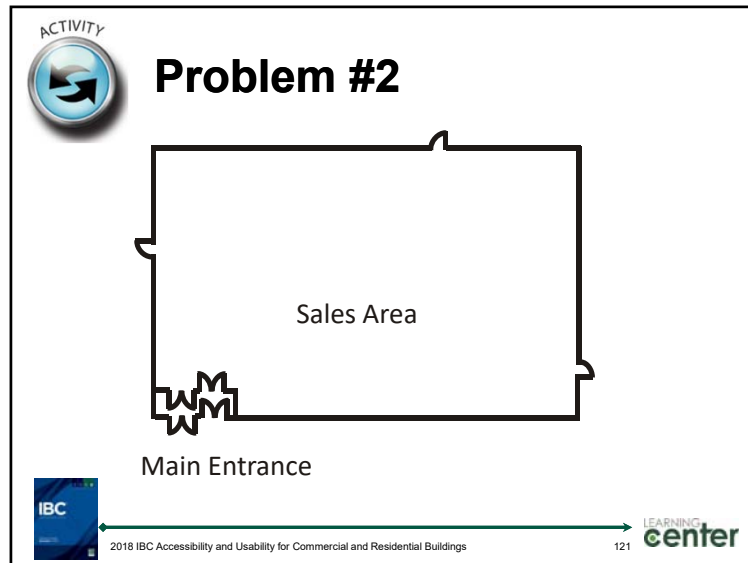 ACTIVITY
Problem #2
Sales Area
Main Entrance
IBC
2018 IBC Accessibility and Usability for Commercial and Residential Buildings
121
LEARNING
center